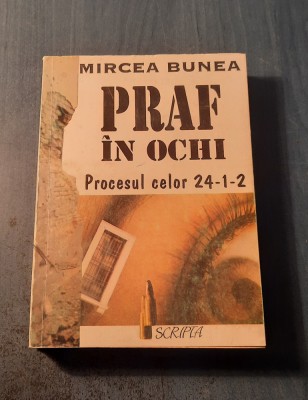 MIRCEA BUNEA
PRAF
ÎN OCHI
Procesul celor 24-1-2
SCRIPTA